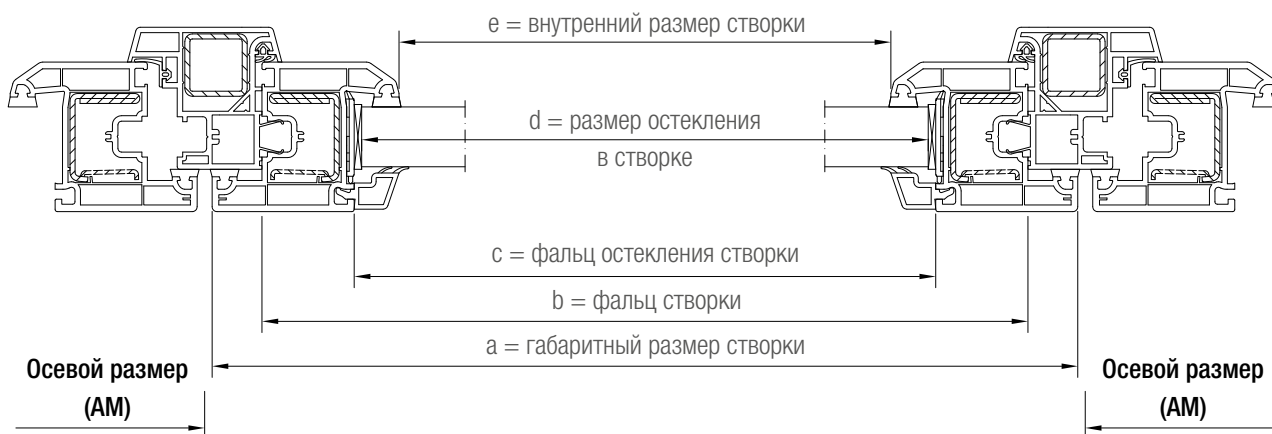 e = внутренний размер створки
d = размер остекления
в створке
c = фальц остекления створки
b = фальц створки
a = габаритный размер створки
Осевой размер
(AM)
Осевой размер
(AM)